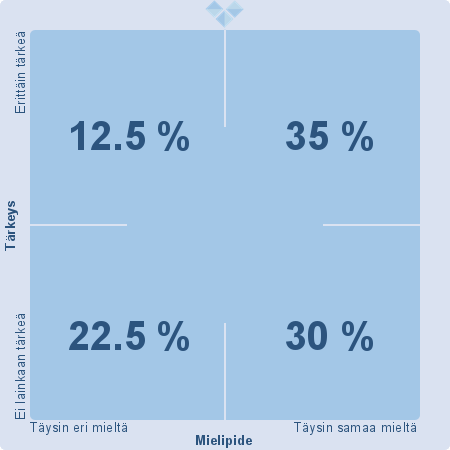 Erittäin tärkeä
12.5 %
35 %
Tärkeys
22.5 %
30 %
Ei lainkaan tärkeä
Täysin eri mieltä
Täysin samaa mieltä
Mielipide